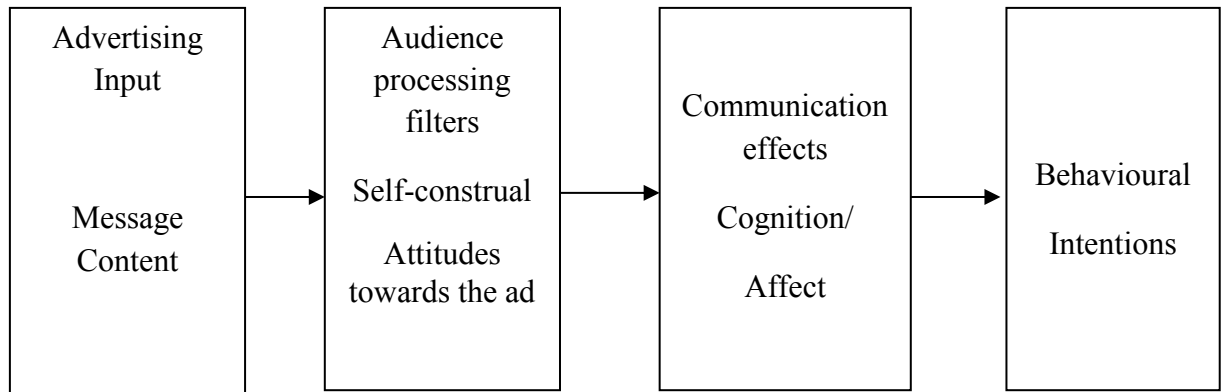 Advertising
Input
Message
Content
Audience
processing
filters
Self-construal
Attitudes
towards the ad
Communication
effects
Cognition/
Affect
Behavioural
Intentions